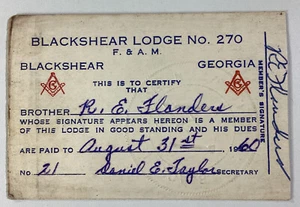 BLACKSHEAR LODGE NO. 270
F. & A. M.
BLACKSHEAR GEORGIA
G G
THIS IS TO CERTIFY
THAT
BROTHER R. E. Flanders
WHOSE SIGNATURE APPEARS HEREON IS A MEMBER
OF THIS LODGE IN GOOD STANDING AND HIS DUES
ARE PAID TO August 31st 1960
No. 21 Daniel E. Taylor SECRETARY
MEMBER'S SIGNATURE
R E Flanders